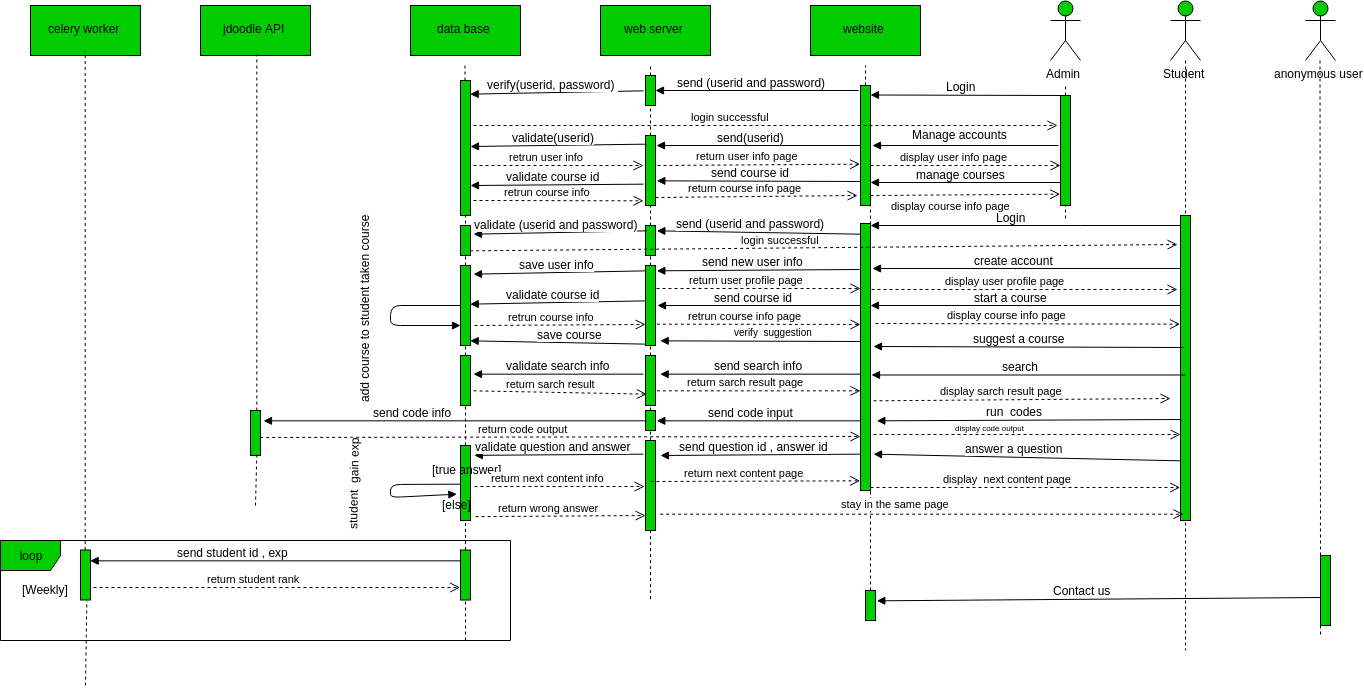 celery worker
jdoodle API
data base
web server
website
Admin
Student
anonymous user
verify(userid, password)
send (userid and password)
Login
login successful
validate(userid)
send(userid)
Manage accounts
retrun user info
return user info page
display user info page
validate course id
send course id
manage courses
retrun course info
return course info page
display course info page
validate (userid and password)
send (userid and password)
Login
login successful
add course to student taken course
save user info
send new user info
create account
return user profile page
display user profile page
validate course id
send course id
start a course
retrun course info
retrun course info page
display course info page
save course
verify  suggestion
suggest a course
validate search info
send search info
search
return sarch result
return sarch result page
display sarch result page
send code info
send code input
run  codes
return code output
display code output
validate question and answer
send question id , answer id
answer a question
student  gain exp
[true answer]
return next content info
return next content page
display  next content page
[else]
return wrong answer
stay in the same page
loop
send student id , exp
[Weekly]
return student rank
Contact us